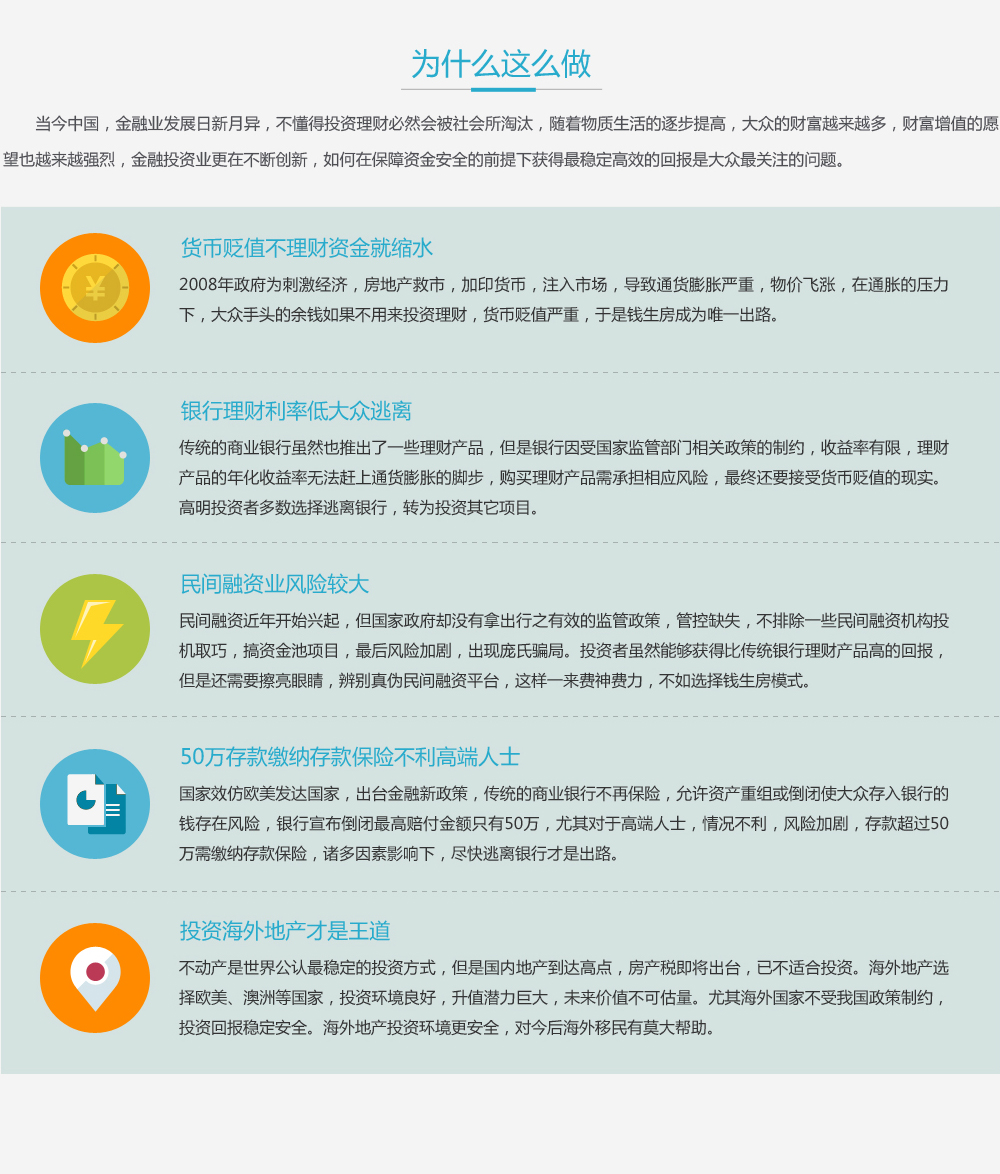 为什么这么做
当今中国，金融业发展日新月异，不懂得投资理财必然会被社会所淘汰，随着物质生活的逐步提高，大众的财富越来越多，财富增值的愿
望也越来越强烈，金融投资业更在不断创新，如何在保障资金安全的前提下获得最稳定高效的回报是大众最关注的问题。
货币贬值不理财资金就缩水
¥
2008年政府为刺激经济，房地产救市，加印货币，注入市场，导致通货膨胀严重，物价飞涨，在通胀的压力
下，大众手头的余钱如果不用来投资理财，货币贬值严重，于是钱生房成为唯一出路。
银行理财利率低大众逃离
传统的商业银行虽然也推出了一些理财产品，但是银行因受国家监管部门相关政策的制约，收益率有限，理财
产品的年化收益率无法赶上通货膨胀的脚步，购买理财产品需承担相应风险，最终还要接受货币贬值的现实。
高明投资者多数选择逃离银行，转为投资其它项目。
民间融资业风险较大
民间融资近年开始兴起，但国家政府却没有拿出行之有效的监管政策，管控缺失，不排除一些民间融资机构投
机取巧，搞资金池项目，最后风险加剧，出现庞氏骗局。投资者虽然能够获得比传统银行理财产品高的回报，
但是还需要擦亮眼睛，辨别真伪民间融资平台，这样一来费神费力，不如选择钱生房模式。
50万存款缴纳存款保险不利高端人士
国家效仿欧美发达国家，出台金融新政策，传统的商业银行不再保险，允许资产重组或倒闭使大众存入银行的
钱存在风险，银行宣布倒闭最高赔付金额只有50万，尤其对于高端人士，情况不利，风险加剧，存款超过50
万需缴纳存款保险，诸多因素影响下，尽快逃离银行才是出路。
投资海外地产才是王道
不动产是世界公认最稳定的投资方式，但是国内地产到达高点，房产税即将出台，已不适合投资。海外地产选
择欧美、澳洲等国家，投资环境良好，升值潜力巨大，未来价值不可估量。尤其海外国家不受我国政策制约，
投资回报稳定安全。海外地产投资环境更安全，对今后海外移民有莫大帮助。